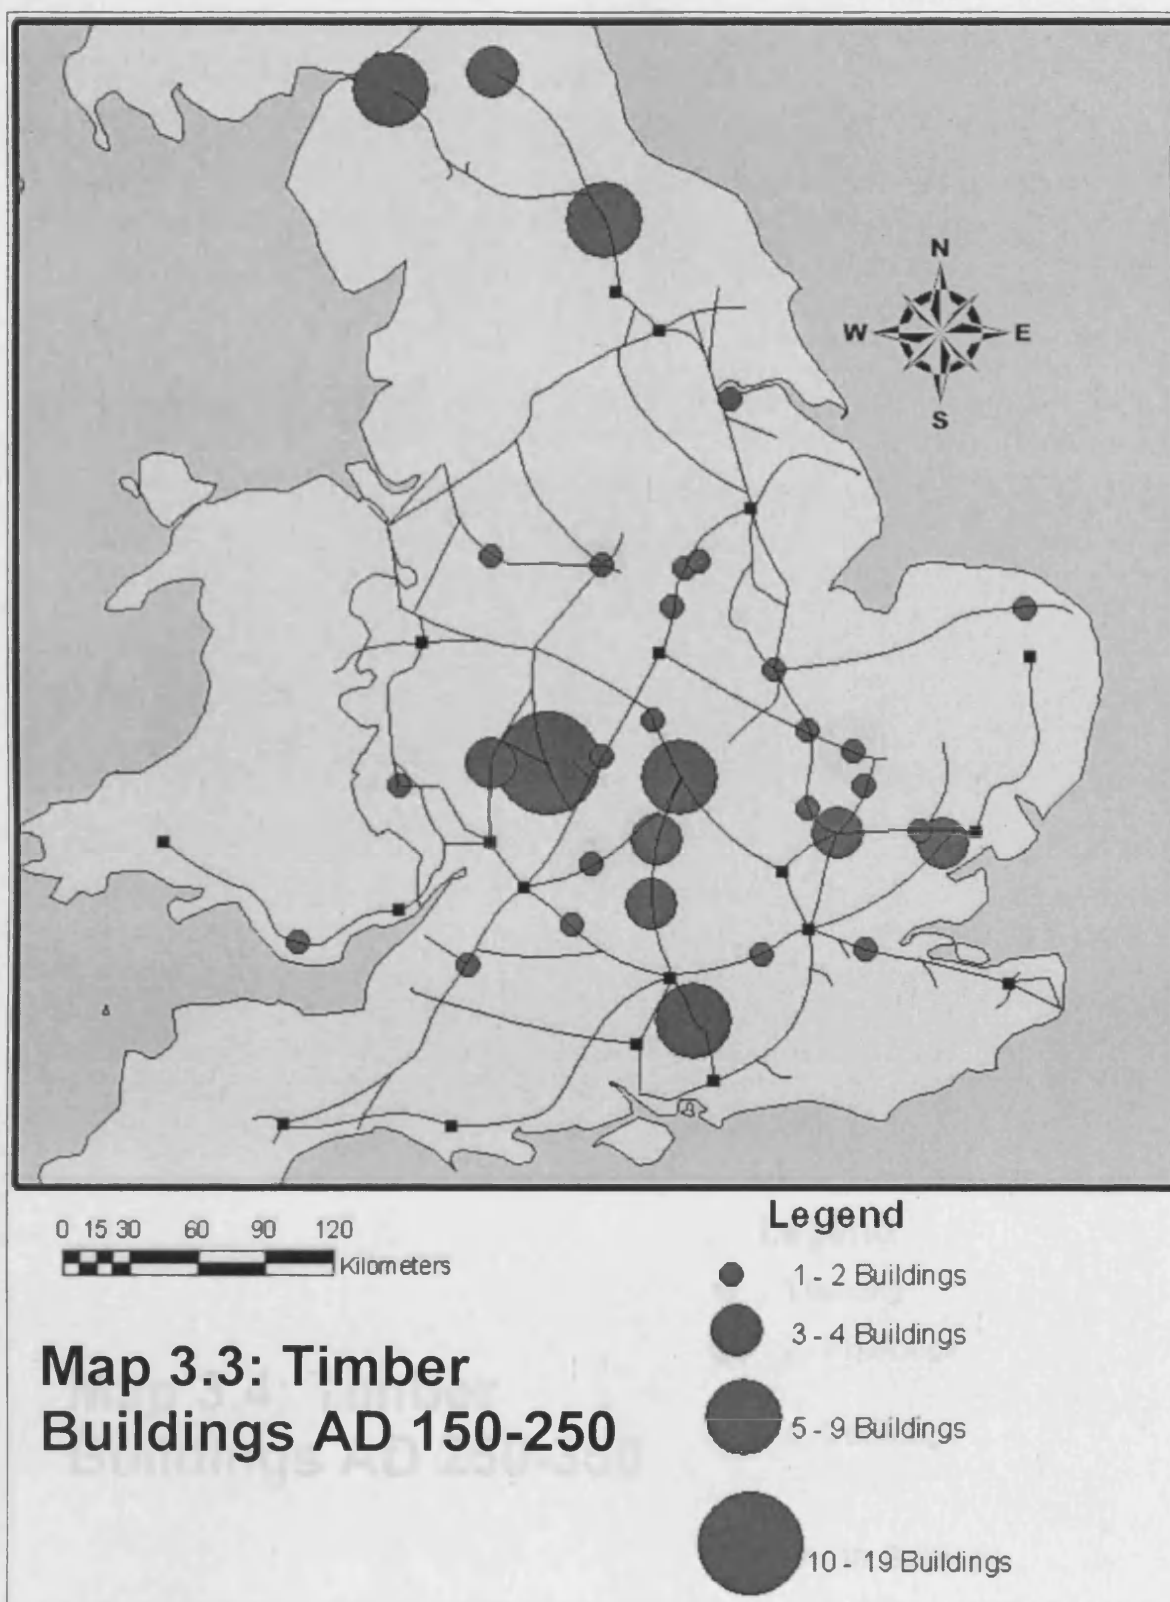 N
W E
S
0 15 30 60 90 120
Kilometers
Legend
1 - 2 Buildings
3 - 4 Buildings
5 - 9 Buildings
10 - 19 Buildings
Map 3.3: Timber
Buildings AD 150-250